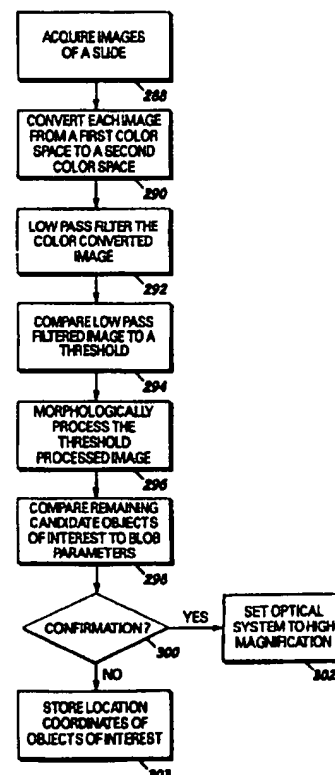 ACQUIRE IMAGES
OF A SLIDE
288
CONVERT EACH IMAGE
FROM A FIRST COLOR
SPACE TO A SECOND
COLOR SPACE
290
LOW PASS FILTER THE
COLOR CONVERTED
IMAGE
292
COMPARE LOW PASS
FILTERED IMAGE TO A
THRESHOLD
294
MORPHOLOGICALLY
PROCESS THE
THRESHOLD
PROCESSED IMAGE
296
COMPARE REMAINING
CANDIDATE OBJECTS
OF INTEREST TO BLOB
PARAMETERS
298
CONFIRMATION?
300
YES
SET OPTICAL
SYSTEM TO HIGH
MAGNIFICATION
302
NO
STORE LOCATION
COORDINATES OF
OBJECTS OF INTEREST
303